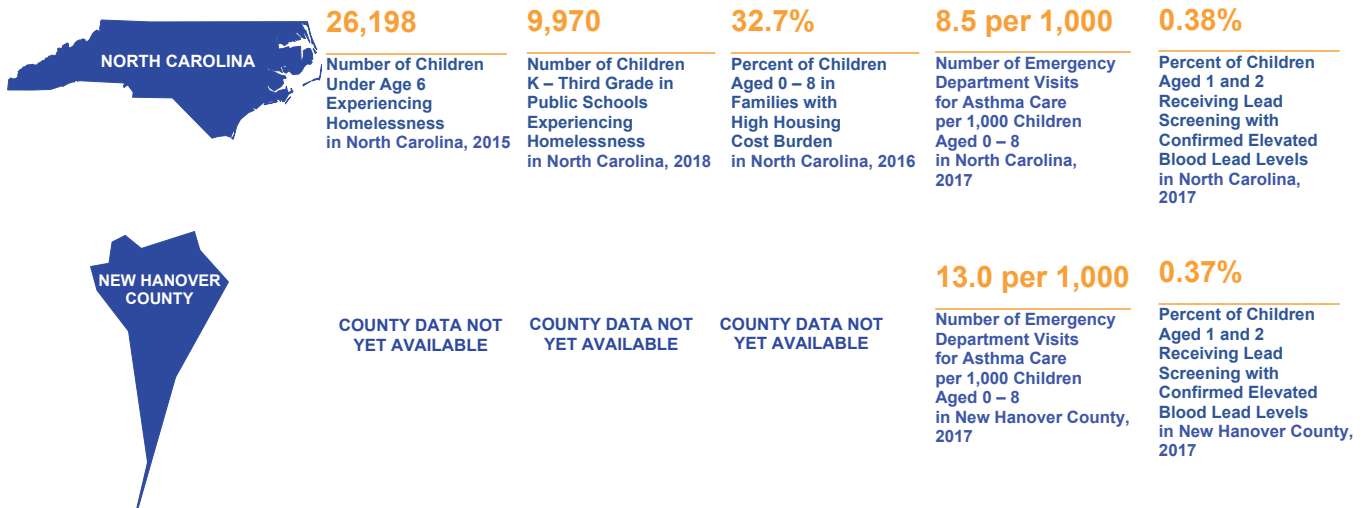 NORTH CAROLINA
26,198
Number of Children
Under Age 6
Experiencing
Homelessness
in North Carolina, 2015
9,970
Number of Children
K – Third Grade in
Public Schools
Experiencing
Homelessness
in North Carolina, 2018
32.7%
Percent of Children
Aged 0 – 8 in
Families with
High Housing
Cost Burden
in North Carolina, 2016
8.5 per 1,000
Number of Emergency
Department Visits
for Asthma Care
per 1,000 Children
Aged 0 – 8
in North Carolina,
2017
0.38%
Percent of Children
Aged 1 and 2
Receiving Lead
Screening with
Confirmed Elevated
Blood Lead Levels
in North Carolina,
2017
NEW HANOVER
COUNTY
COUNTY DATA NOT
YET AVAILABLE
COUNTY DATA NOT
YET AVAILABLE
COUNTY DATA NOT
YET AVAILABLE
13.0 per 1,000
Number of Emergency
Department Visits
for Asthma Care
per 1,000 Children
Aged 0 – 8
in New Hanover County,
2017
0.37%
Percent of Children
Aged 1 and 2
Receiving Lead
Screening with
Confirmed Elevated
Blood Lead Levels
in New Hanover County,
2017